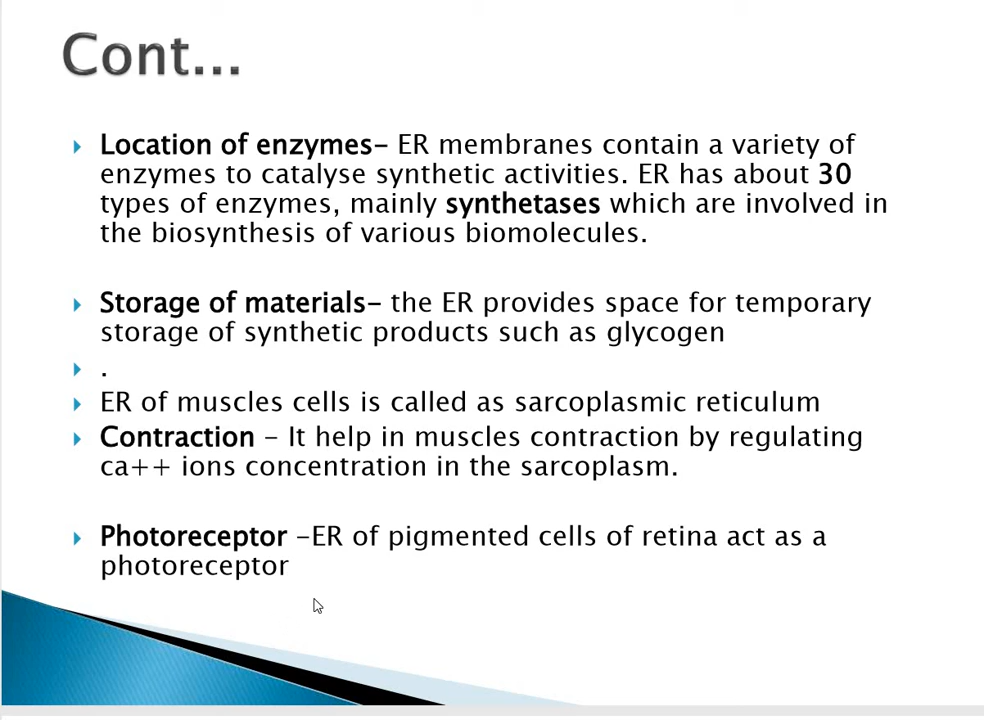 Cont...
Location of enzymes- ER membranes contain a variety of
enzymes to catalyse synthetic activities. ER has about 30
types of enzymes, mainly synthetases which are involved in
the biosynthesis of various biomolecules.
Storage of materials- the ER provides space for temporary
storage of synthetic products such as glycogen
.
ER of muscles cells is called as sarcoplasmic reticulum
Contraction - It help in muscles contraction by regulating
ca++ ions concentration in the sarcoplasm.
Photoreceptor -ER of pigmented cells of retina act as a
photoreceptor